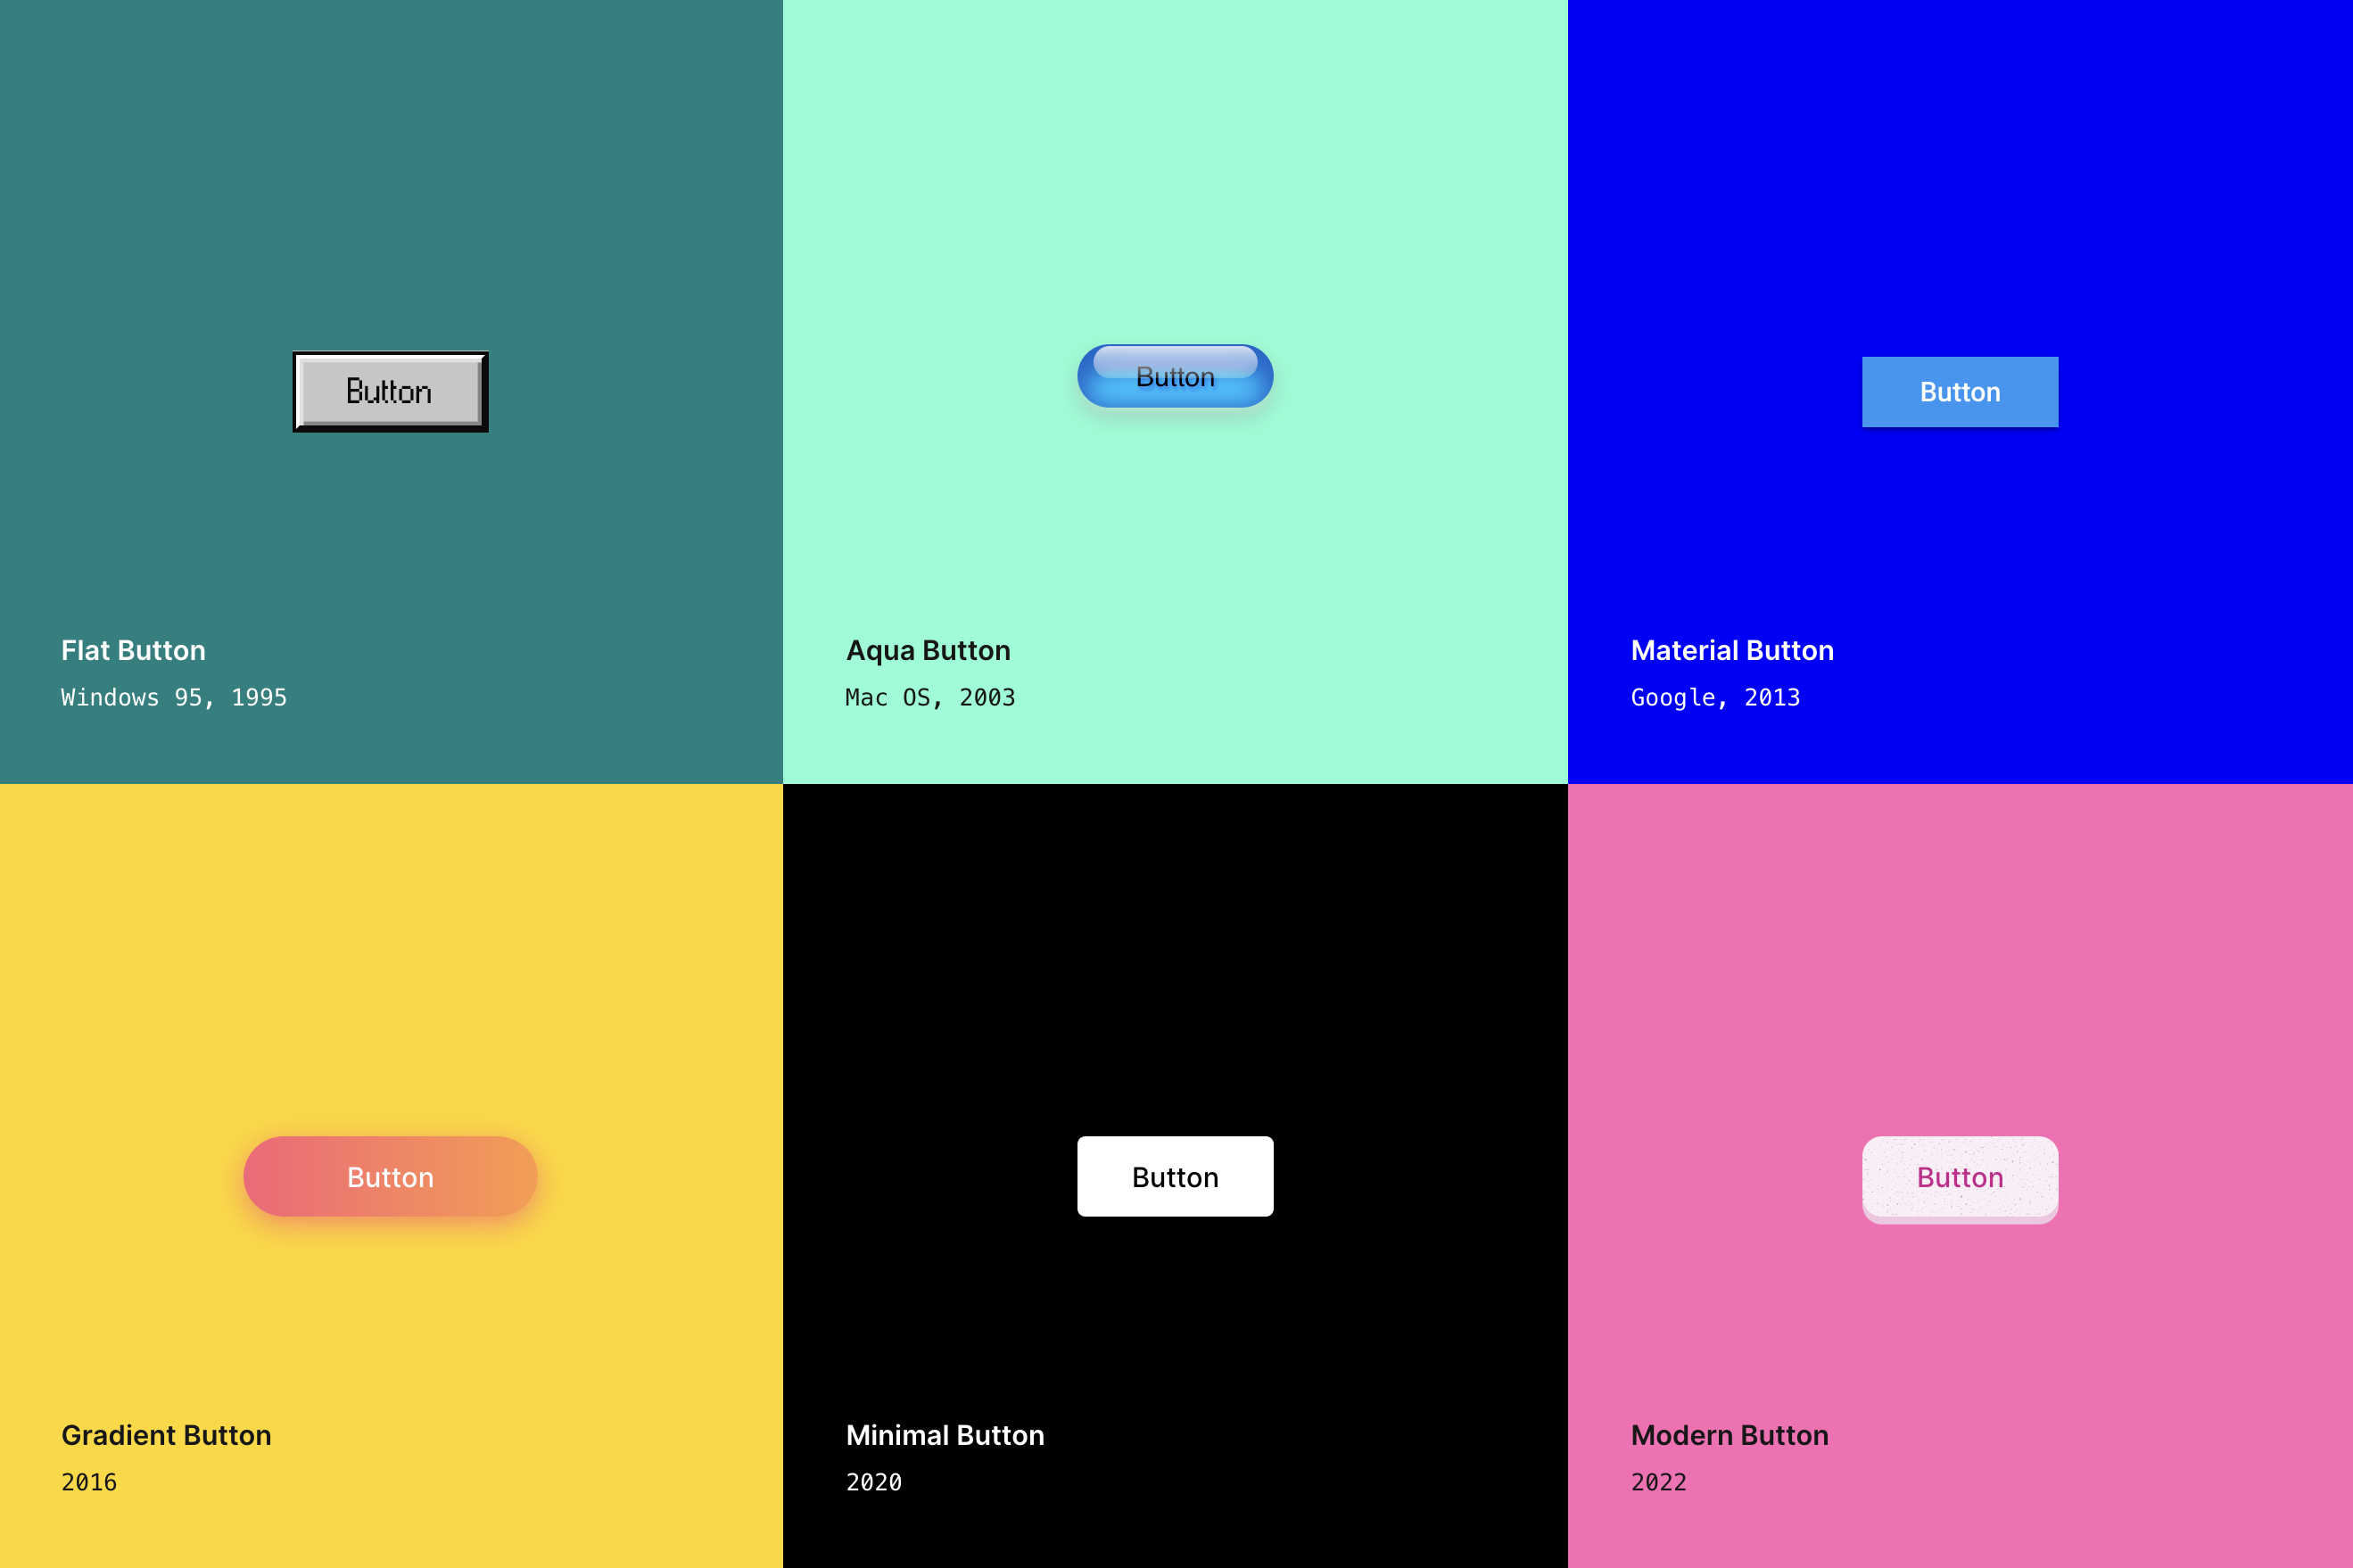 Button
Flat Button
Windows 95, 1995
Button
Aqua Button
Mac OS, 2003
Button
Material Button
Google, 2013
Button
Gradient Button
2016
Button
Minimal Button
2020
Button
Modern Button
2022